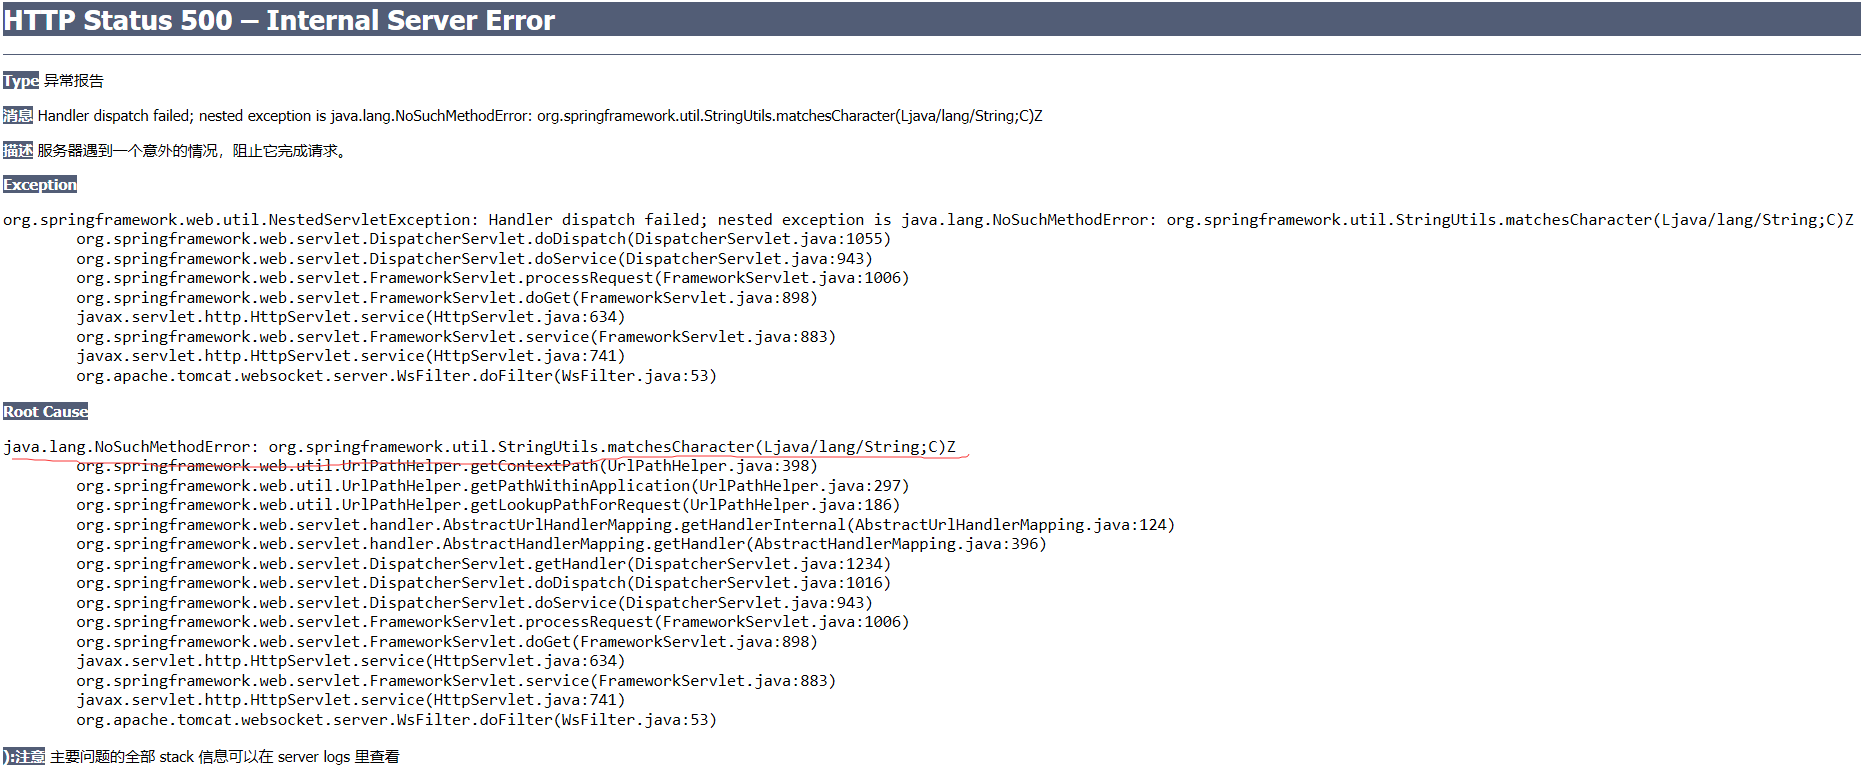 HTTP Status 500 – Internal Server Error
Type 异常报告
消息 Handler dispatch failed; nested exception is java.lang.NoSuchMethodError: org.springframework.util.StringUtils.matchesCharacter(Ljava/lang/String;C)Z
描述 服务器遇到一个意外的情况，阻止它完成请求。
Exception
org.springframework.web.util.NestedServletException: Handler dispatch failed; nested exception is java.lang.NoSuchMethodError: org.springframework.util.StringUtils.matchesCharacter(Ljava/lang/String;C)Z
org.springframework.web.servlet.DispatcherServlet.doDispatch(DispatcherServlet.java:1055)
org.springframework.web.servlet.DispatcherServlet.doService(DispatcherServlet.java:943)
org.springframework.web.servlet.FrameworkServlet.processRequest(FrameworkServlet.java:1006)
org.springframework.web.servlet.FrameworkServlet.doGet(FrameworkServlet.java:898)
javax.servlet.http.HttpServlet.service(HttpServlet.java:634)
org.springframework.web.servlet.FrameworkServlet.service(FrameworkServlet.java:883)
javax.servlet.http.HttpServlet.service(HttpServlet.java:741)
org.apache.tomcat.websocket.server.WsFilter.doFilter(WsFilter.java:53)
Root Cause
java.lang.NoSuchMethodError: org.springframework.util.StringUtils.matchesCharacter(Ljava/lang/String;C)Z
org.springframework.web.util.UrlPathHelper.getContextPath(UrlPathHelper.java:398)
org.springframework.web.util.UrlPathHelper.getPathWithinApplication(UrlPathHelper.java:297)
org.springframework.web.util.UrlPathHelper.getLookupPathForRequest(UrlPathHelper.java:186)
org.springframework.web.servlet.handler.AbstractUrlHandlerMapping.getHandlerInternal(AbstractUrlHandlerMapping.java:124)
org.springframework.web.servlet.handler.AbstractHandlerMapping.getHandler(AbstractHandlerMapping.java:396)
org.springframework.web.servlet.DispatcherServlet.getHandler(DispatcherServlet.java:1234)
org.springframework.web.servlet.DispatcherServlet.doDispatch(DispatcherServlet.java:1016)
org.springframework.web.servlet.DispatcherServlet.doService(DispatcherServlet.java:943)
org.springframework.web.servlet.FrameworkServlet.processRequest(FrameworkServlet.java:1006)
org.springframework.web.servlet.FrameworkServlet.doGet(FrameworkServlet.java:898)
javax.servlet.http.HttpServlet.service(HttpServlet.java:634)
org.springframework.web.servlet.FrameworkServlet.service(FrameworkServlet.java:883)
javax.servlet.http.HttpServlet.service(HttpServlet.java:741)
org.apache.tomcat.websocket.server.WsFilter.doFilter(WsFilter.java:53)
):注意 主要问题的全部 stack 信息可以在 server logs 里查看